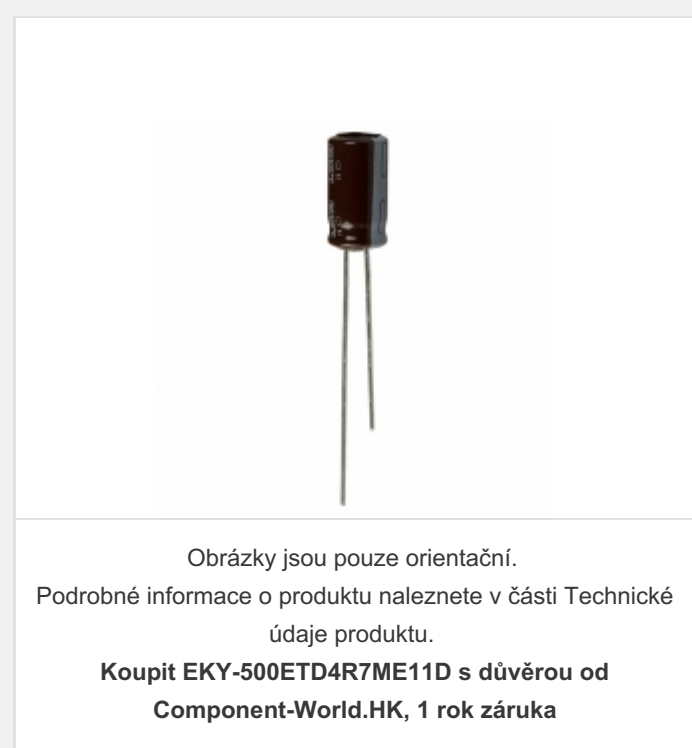 Obrázky jsou pouze orientační.
Podrobné informace o produktu naleznete v části Technické
údaje produktu.
Koupit EKY-500ETD4R7ME11D s důvěrou od
Component-World.HK, 1 rok záruka